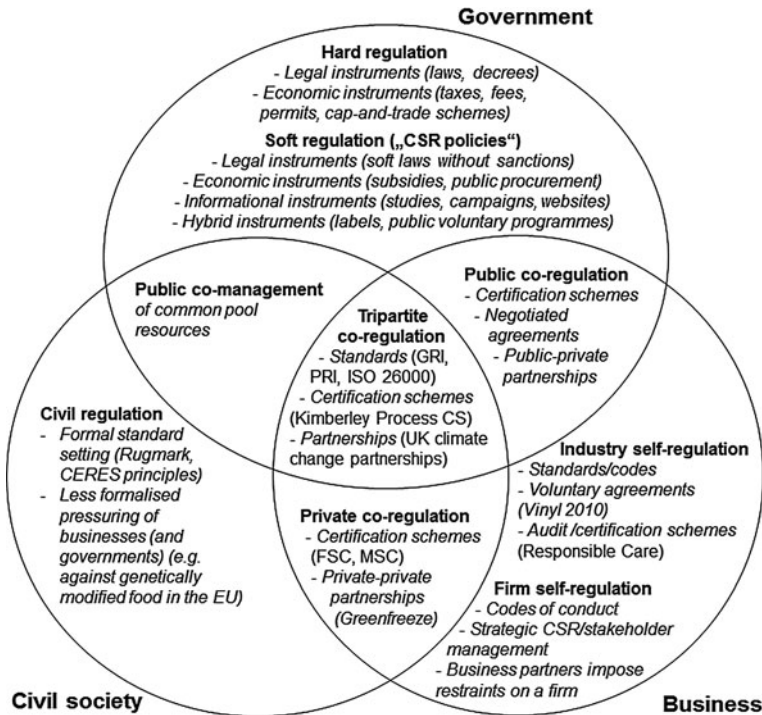 Government
Hard regulation
- Legal instruments (laws, decrees)
- Economic instruments (taxes, fees,
permits, cap-and-trade schemes)
Soft regulation („CSR policies“)
- Legal instruments (soft laws without sanctions)
- Economic instruments (subsidies, public procurement)
- Informational instruments (studies, campaigns, websites)
- Hybrid instruments (labels, public voluntary programmes)
Public co-management
of common pool
resources
Public co-regulation
- Certification schemes
- Negotiated
agreements
- Public-private
partnerships
Tripartite
co-regulation
- Standards (GRI,
PRI, ISO 26000)
- Certification schemes
(Kimberley Process CS)
- Partnerships (UK climate
change partnerships)
Civil regulation
- Formal standard
setting (Rugmark,
CERES principles)
- Less formalised
pressuring of
businesses (and
governments) (e.g.
against genetically
modified food in the EU)
Industry self-regulation
- Standards/codes
- Voluntary agreements
(Vinyl 2010)
- Audit/certification schemes
(Responsible Care)
Private co-regulation
- Certification schemes
(FSC, MSC)
- Private-private
partnerships
(Greenfreeze)
Firm self-regulation
- Codes of conduct
- Strategic CSR/stakeholder
management
- Business partners impose
restraints on a firm
Civil society
Business